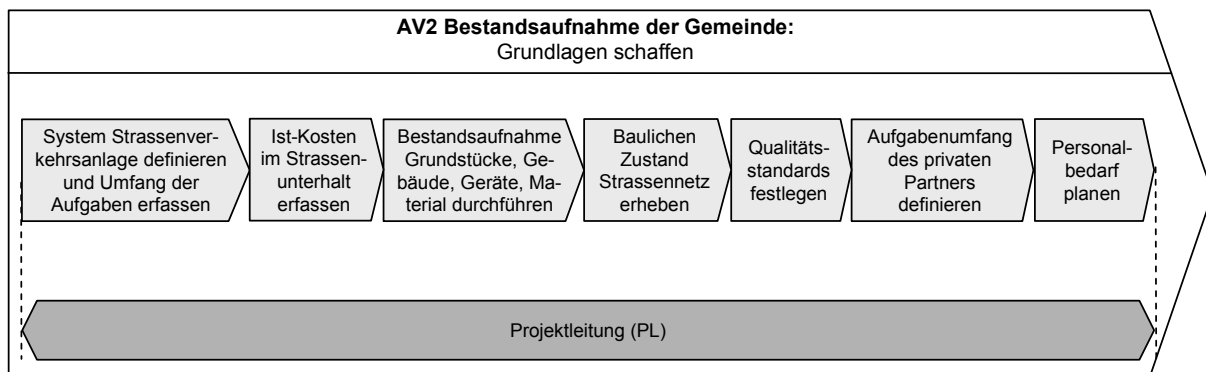 AV2 Bestandsaufnahme der Gemeinde:
Grundlagen schaffen
System Strassenver-
kehrsanlage definieren
und Umfang der
Aufgaben erfassen
Ist-Kosten
im Strassen-
unterhalt
erfassen
Bestandsaufnahme
Grundstücke, Ge-
bäude, Geräte, Ma-
terial durchführen
Baulichen
Zustand
Strassennetz
erheben
Qualitäts-
standards
festlegen
Aufgabenumfang
des privaten
Partners
definieren
Personal-
bedarf
planen
Projektleitung (PL)